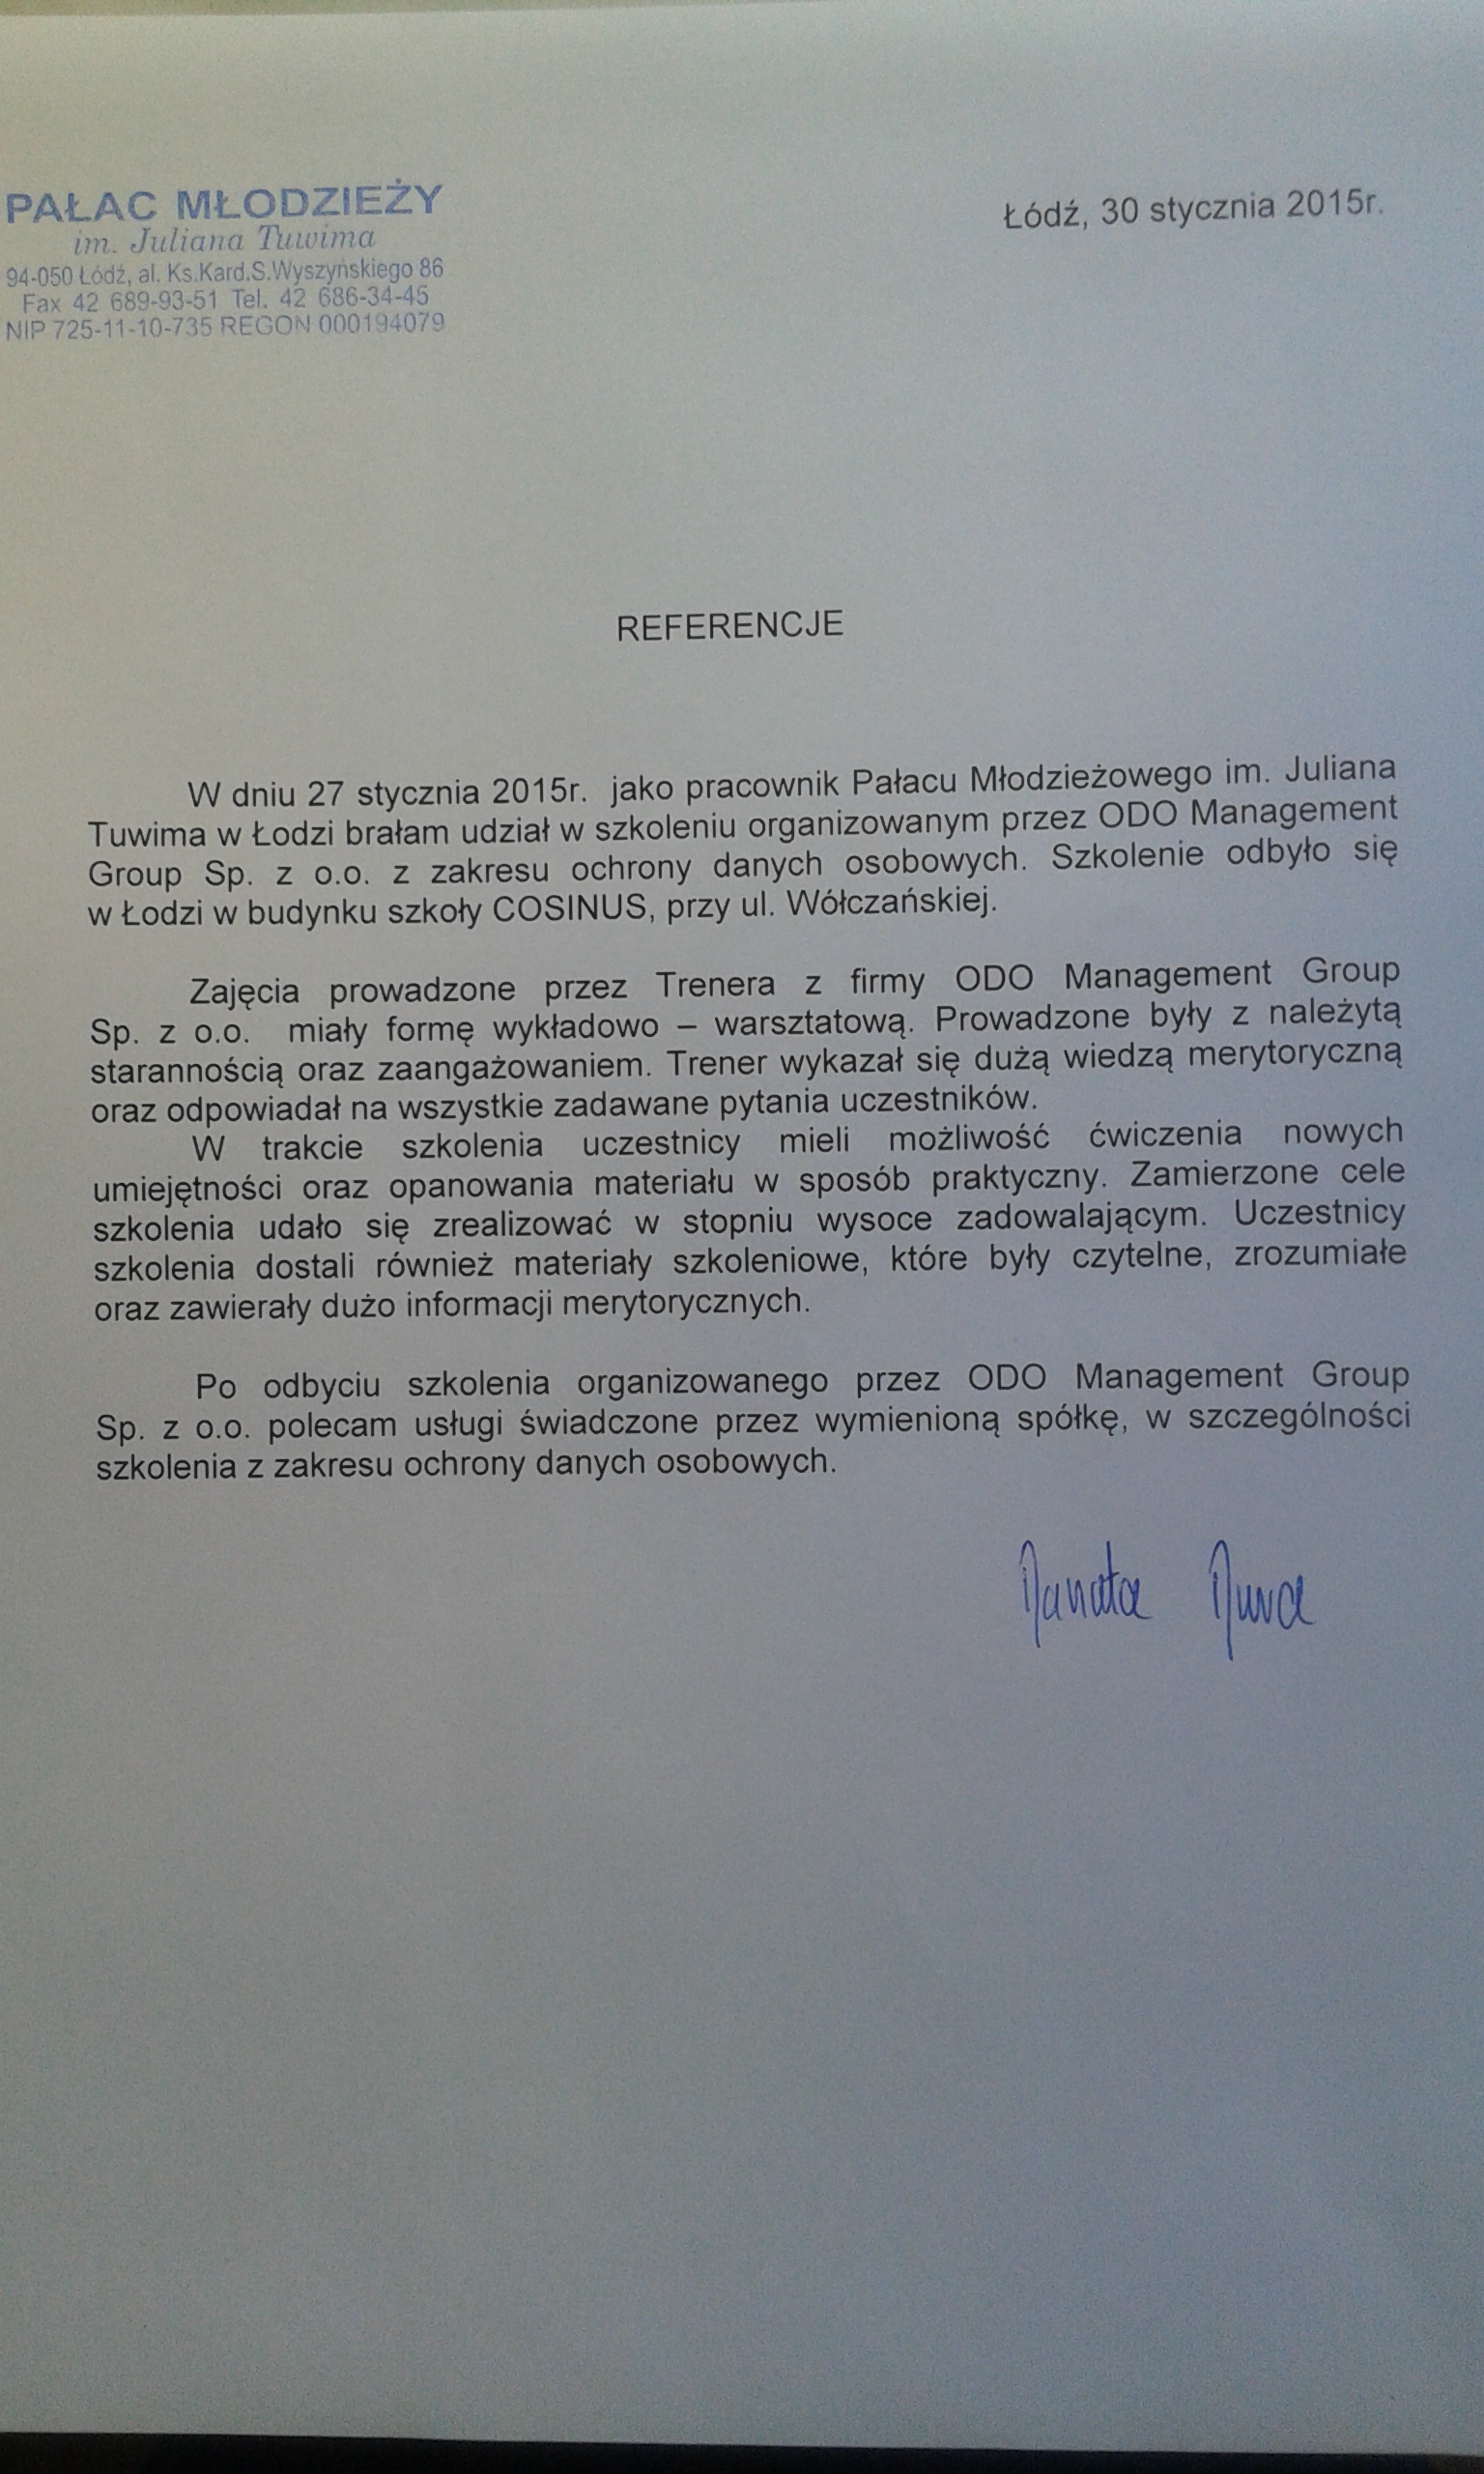 PAŁAC MŁODZIEŻY
im. Juliana Tuwima
94-050 Łódź, al. Ks.Kard.S.Wyszyńskiego 86
Fax 42 689-93-51 Tel. 42 686-34-45
NIP 725-11-10-735 REGON 000194079
Łódź, 30 stycznia 2015r.
REFERENCJE
W dniu 27 stycznia 2015r. jako pracownik Pałacu Młodzieżowego im. Juliana
Tuwima w Łodzi brałam udział w szkoleniu organizowanym przez ODO Management
Group Sp. z o.o. z zakresu ochrony danych osobowych. Szkolenie odbyło się
w Łodzi w budynku szkoły COSINUS, przy ul. Wólczańskiej.
Zajęcia prowadzone przez Trenera z firmy ODO Management Group
Sp. z o.o. miały formę wykładowo – warsztatową. Prowadzone były z należytą
starannością oraz zaangażowaniem. Trener wykazał się dużą wiedzą merytoryczną
oraz odpowiadał na wszystkie zadawane pytania uczestników.
W trakcie szkolenia uczestnicy mieli możliwość ćwiczenia nowych
umiejętności oraz opanowania materiału w sposób praktyczny. Zamierzone cele
szkolenia udało się zrealizować w stopniu wysoce zadowalającym. Uczestnicy
szkolenia dostali również materiały szkoleniowe, które były czytelne, zrozumiałe
oraz zawierały dużo informacji merytorycznych.
Po odbyciu szkolenia organizowanego przez ODO Management Group
Sp. z o.o. polecam usługi świadczone przez wymienioną spółkę, w szczególności
szkolenia z zakresu ochrony danych osobowych.